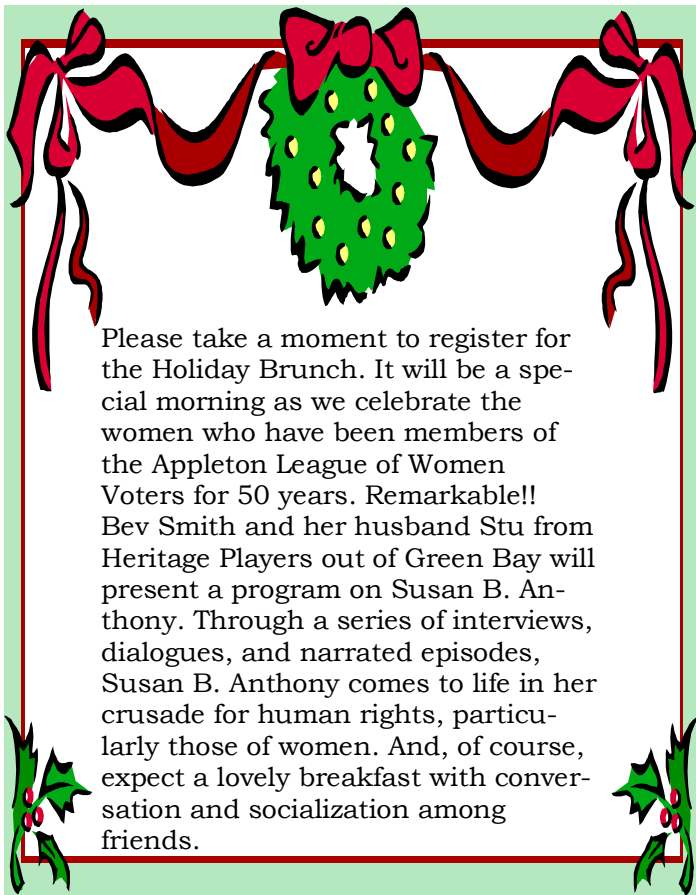 Please take a moment to register for
the Holiday Brunch. It will be a spe-
cial morning as we celebrate the
women who have been members of
the Appleton League of Women
Voters for 50 years. Remarkable!!
Bev Smith and her husband Stu from
Heritage Players out of Green Bay will
present a program on Susan B. An-
thony. Through a series of interviews,
dialogues, and narrated episodes,
Susan B. Anthony comes to life in her
crusade for human rights, particu-
larly those of women. And, of course,
expect a lovely breakfast with conver-
sation and socialization among
friends.